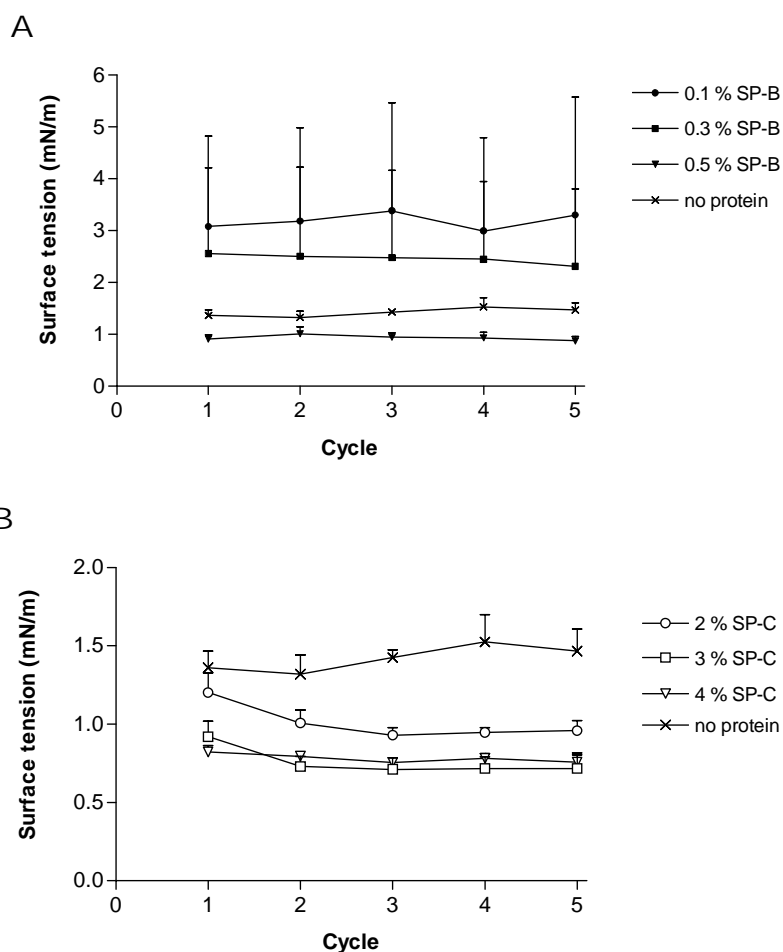 A
6
5
4
3
2
1
0
0 1 2 3 4 5
Surface tension (mN/m)
Cycle
0.1 % SP-B
0.3 % SP-B
0.5 % SP-B
no protein
B
2.0
1.5
1.0
0.5
0.0
0 1 2 3 4 5
Surface tension (mN/m)
Cycle
2 % SP-C
3 % SP-C
4 % SP-C
no protein